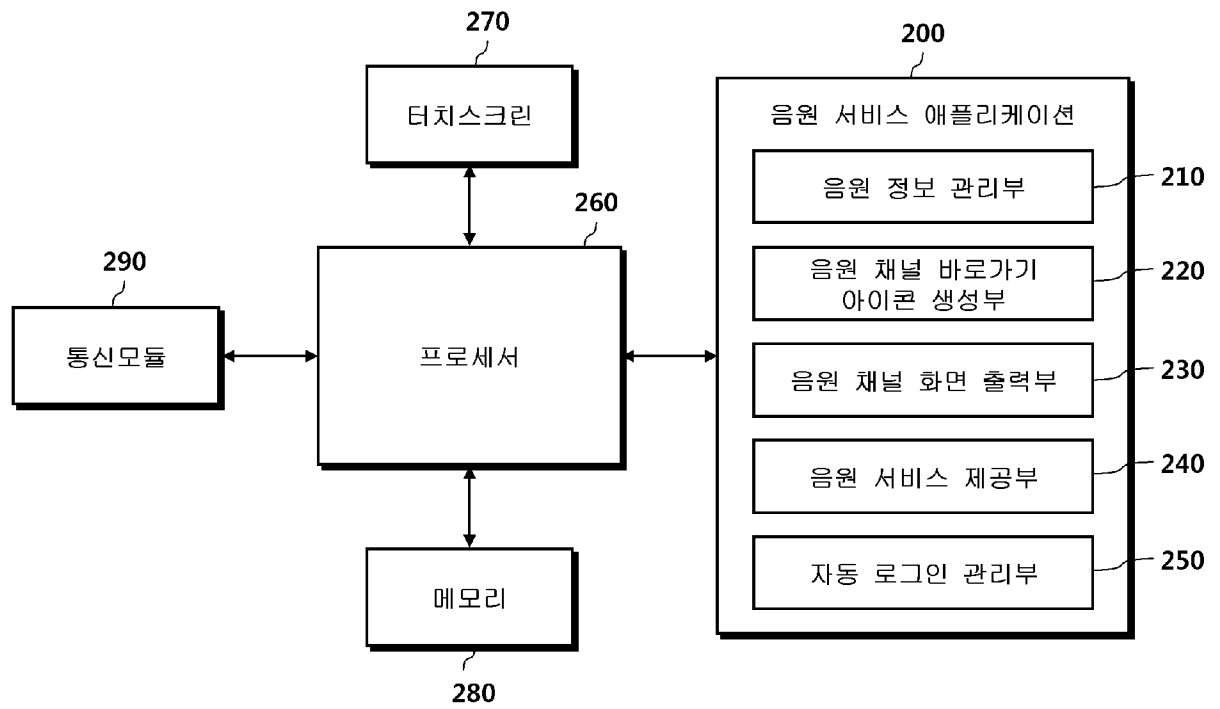 270
200
터치스크린
음원 서비스 애플리케이션
음원 정보 관리부
210
260
290
음원 채널 바로가기
아이콘 생성부
220
통신모듈
프로세서
음원 채널 화면 출력부
230
음원 서비스 제공부
240
메모리
자동 로그인 관리부
250
280